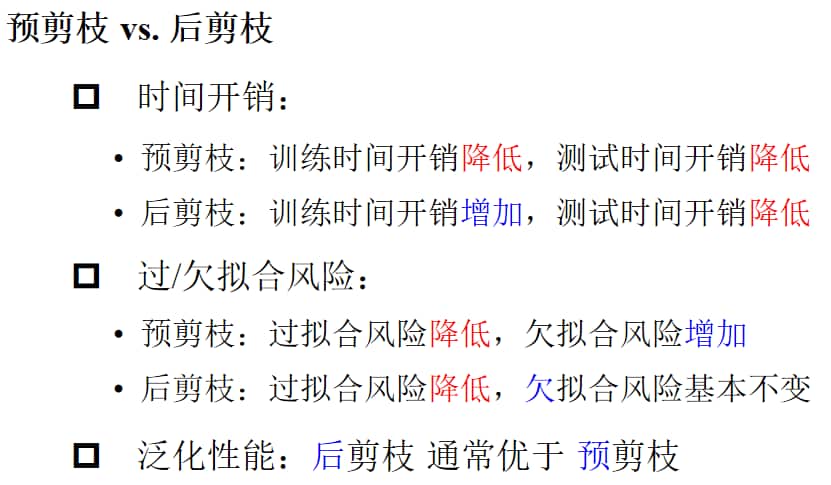 预剪枝 vs. 后剪枝
时间开销：
• 预剪枝：训练时间开销降低，测试时间开销降低
• 后剪枝：训练时间开销增加，测试时间开销降低
过/欠拟合风险：
• 预剪枝：过拟合风险降低，欠拟合风险增加
• 后剪枝：过拟合风险降低，欠拟合风险基本不变
泛化性能：后剪枝 通常优于 预剪枝